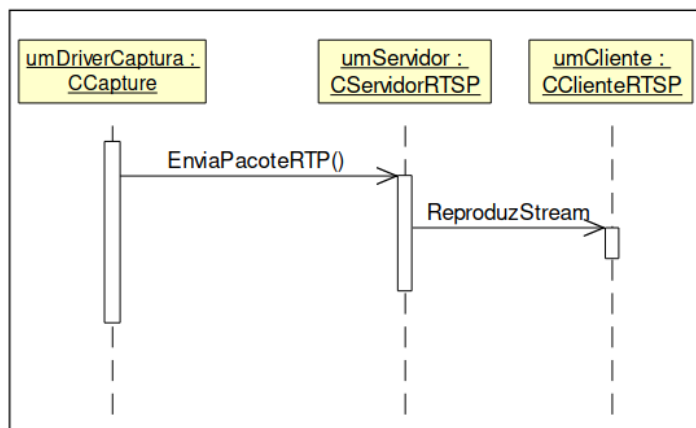 umDriverCaptura :
CCapture
umServidor :
CServidorRTSP
umCliente :
CClienteRTSP
EnviaPacoteRTP()
ReproduzStream